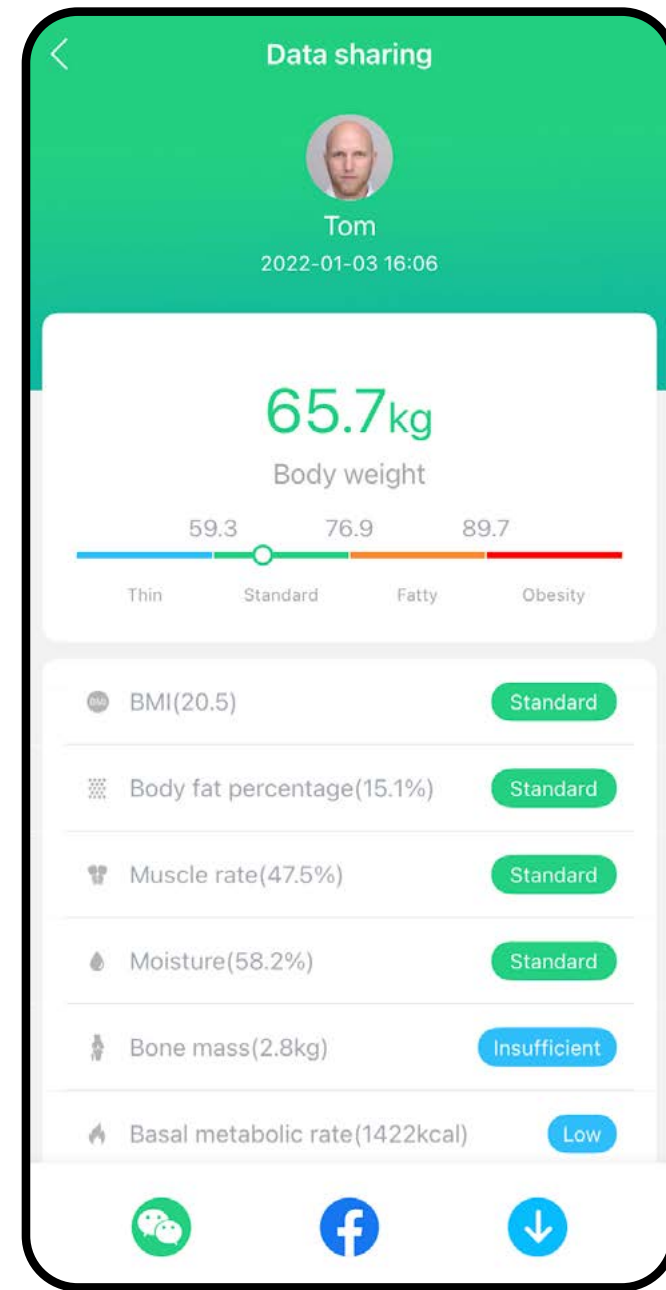 Data sharing
Tom
2022-01-03 16:06
65.7kg
Body weight
59.3 76.9 89.7
Thin Standard Fatty Obesity
BMI BMI(20.5) Standard
Body fat percentage(15.1%) Standard
Muscle rate(47.5%) Standard
Moisture(58.2%) Standard
Bone mass(2.8kg) Insufficient
Basal metabolic rate(1422kcal) Low